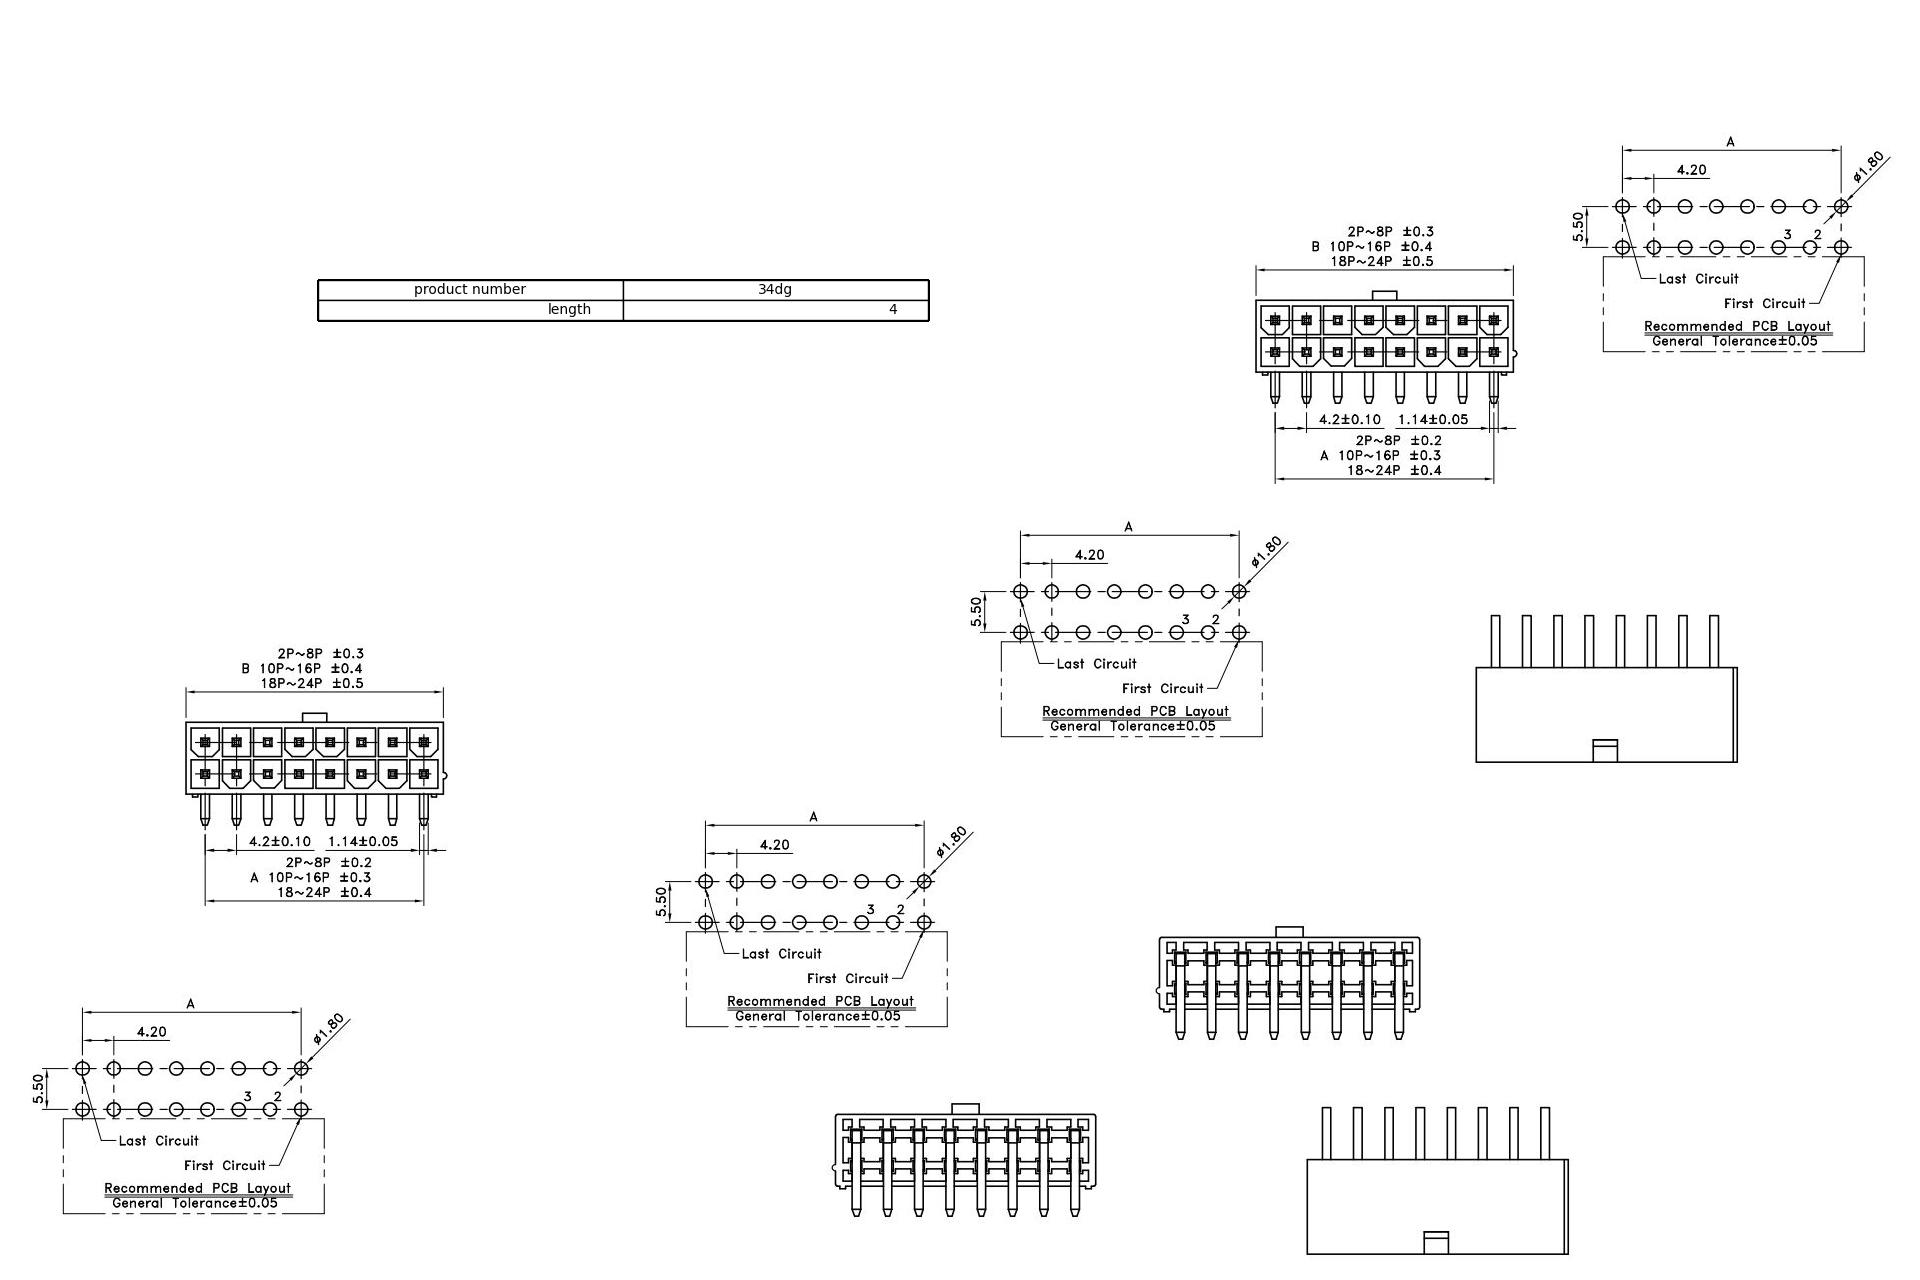 product number 34dg
length 4
A
4.20
ø1.80
5.50
3 2
Last Circuit
First Circuit
Recommended PCB Layout
General Tolerance±0.05
2P~8P ±0.3
B 10P~16P ±0.4
18P~24P ±0.5
4.2±0.10 1.14±0.05
2P~8P ±0.2
A 10P~16P ±0.3
18~24P ±0.4
A
4.20
ø1.80
5.50
3 2
Last Circuit
First Circuit
Recommended PCB Layout
General Tolerance±0.05
2P~8P ±0.3
B 10P~16P ±0.4
18P~24P ±0.5
4.2±0.10 1.14±0.05
2P~8P ±0.2
A 10P~16P ±0.3
18~24P ±0.4
A
4.20
ø1.80
5.50
3 2
Last Circuit
First Circuit
Recommended PCB Layout
General Tolerance±0.05
A
4.20
ø1.80
5.50
3 2
Last Circuit
First Circuit
Recommended PCB Layout
General Tolerance±0.05